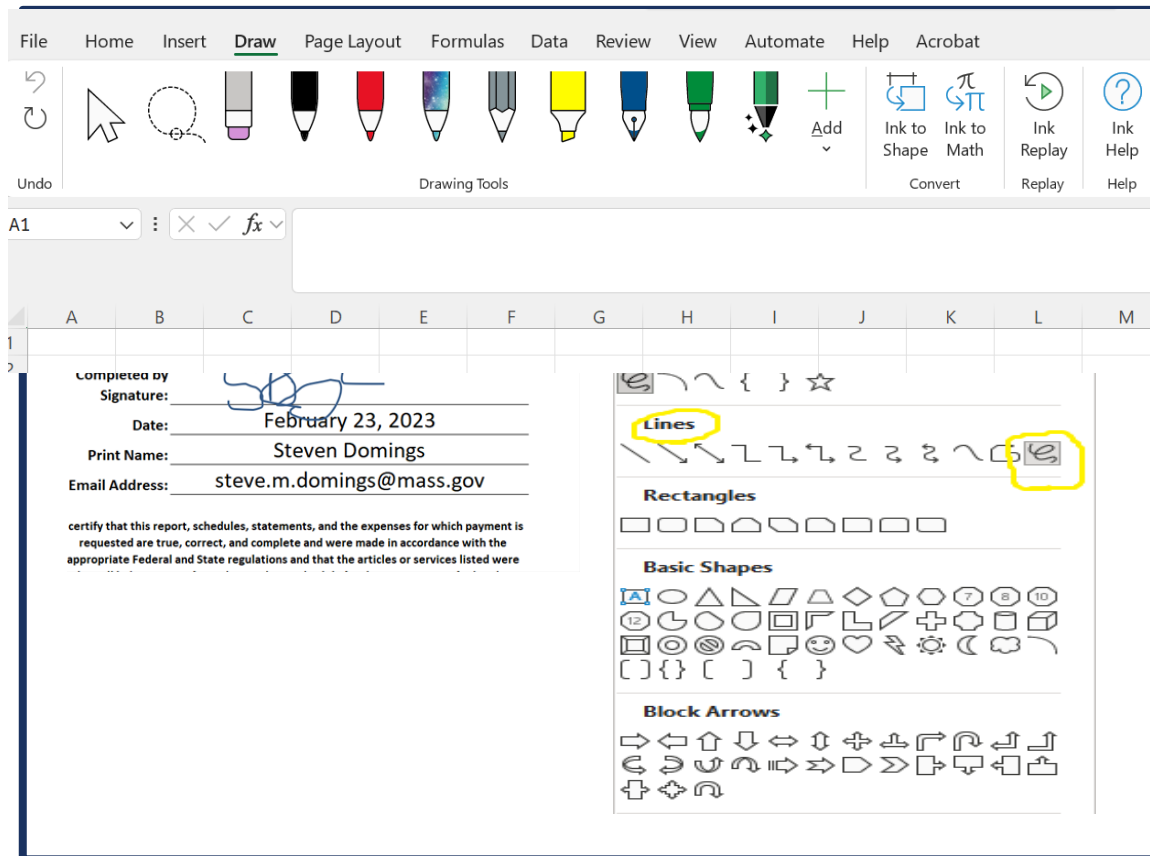 File Home Insert Draw Page Layout Formulas Data Review View Automate Help Acrobat
Add
Ink to Shape
Ink to Math
Ink Replay
Ink Help
Undo
Drawing Tools
Convert
Replay
Help
A1
fx
A B C D E F G H I J K L M
1
Completed by
Signature:
Date: February 23, 2023
Print Name: Steven Domings
Email Address: steve.m.domings@mass.gov
certify that this report, schedules, statements, and the expenses for which payment is
requested are true, correct, and complete and were made in accordance with the
appropriate Federal and State regulations and that the articles or services listed were
Lines
Rectangles
Basic Shapes
A
7
8
10
12
Block Arrows